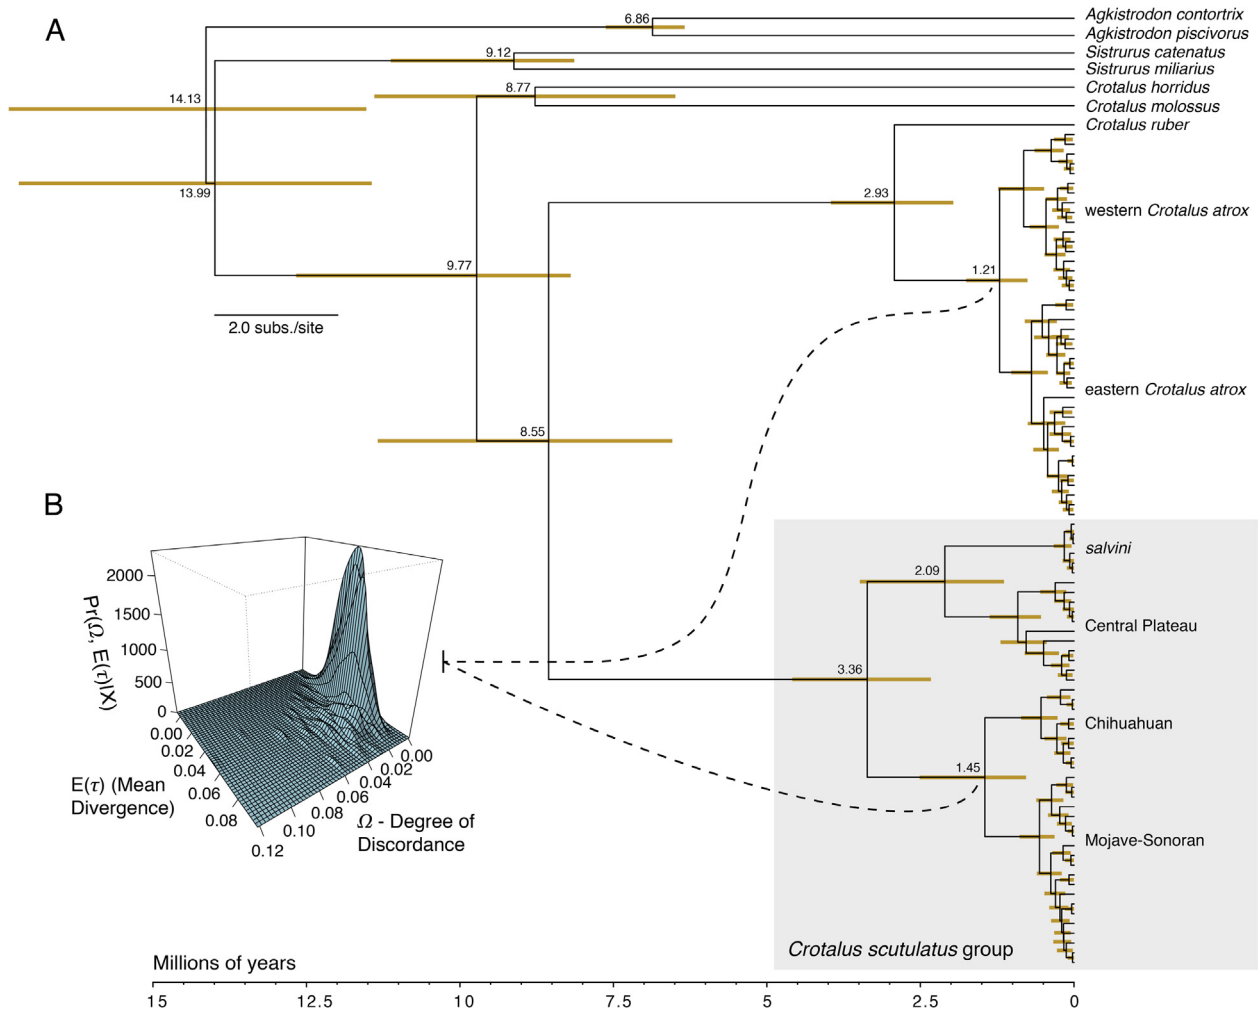 A
6.86
Agkistrodon contortrix
Agkistrodon piscivorus
9.12
Sistrurus catenatus
Sistrurus miliarius
8.77
Crotalus horridus
Crotalus molossus
14.13
Crotalus ruber
13.99
2.93
western Crotalus atrox
9.77
1.21
2.0 subs./site
eastern Crotalus atrox
8.55
B
salvini
2.09
Central Plateau
3.36
Chihuahuan
1.45
Mojave-Sonoran
Crotalus scutulatus group
Pr(Ω, E(τ)|X)
2000
1500
1000
500
0
0.00
0.02
0.04
0.06
0.08
E(τ) (Mean
Divergence)
0.00
0.02
0.04
0.06
0.08
0.10
0.12
Ω - Degree of
Discordance
Millions of years
15 12.5 10 7.5 5 2.5 0